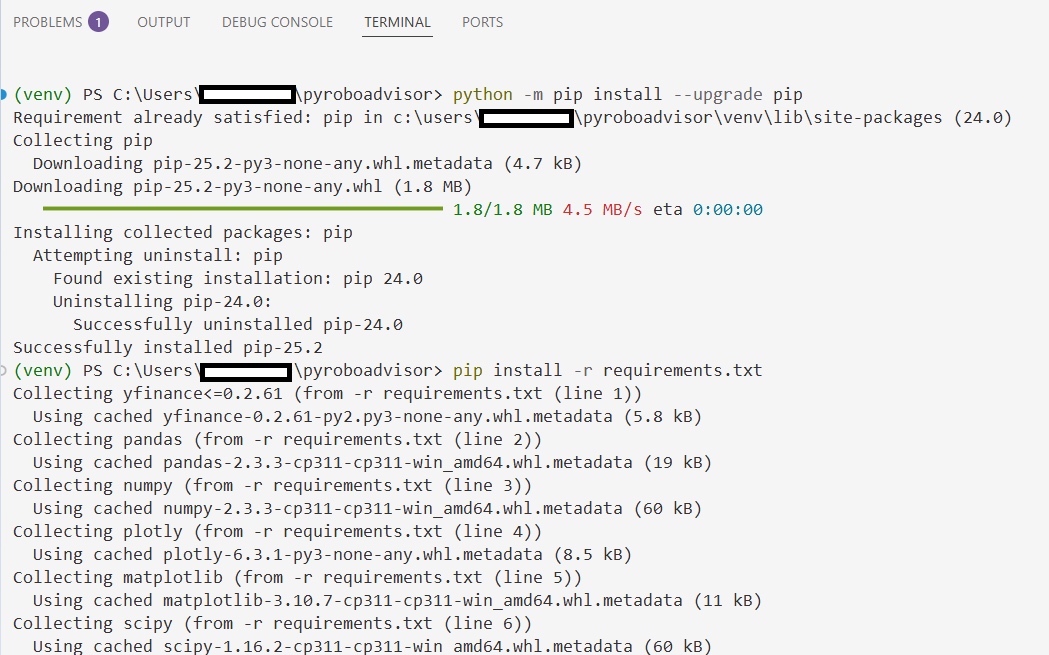 PROBLEMS 1 OUTPUT DEBUG CONSOLE TERMINAL PORTS
(venv) PS C:\Users\ \pyroboadvisor> python -m pip install --upgrade pip
Requirement already satisfied: pip in c:\users\ \pyroboadvisor\venv\lib\site-packages (24.0)
Collecting pip
  Downloading pip-25.2-py3-none-any.whl.metadata (4.7 kB)
Downloading pip-25.2-py3-none-any.whl (1.8 MB)
1.8/1.8 MB 4.5 MB/s eta 0:00:00
Installing collected packages: pip
  Attempting uninstall: pip
    Found existing installation: pip 24.0
    Uninstalling pip-24.0:
      Successfully uninstalled pip-24.0
Successfully installed pip-25.2
(venv) PS C:\Users\ \pyroboadvisor> pip install -r requirements.txt
Collecting yfinance<=0.2.61 (from -r requirements.txt (line 1))
  Using cached yfinance-0.2.61-py2.py3-none-any.whl.metadata (5.8 kB)
Collecting pandas (from -r requirements.txt (line 2))
  Using cached pandas-2.3.3-cp311-cp311-win_amd64.whl.metadata (19 kB)
Collecting numpy (from -r requirements.txt (line 3))
  Using cached numpy-2.3.3-cp311-cp311-win_amd64.whl.metadata (60 kB)
Collecting plotly (from -r requirements.txt (line 4))
  Using cached plotly-6.3.1-py3-none-any.whl.metadata (8.5 kB)
Collecting matplotlib (from -r requirements.txt (line 5))
  Using cached matplotlib-3.10.7-cp311-cp311-win_amd64.whl.metadata (11 kB)
Collecting scipy (from -r requirements.txt (line 6))
  Using cached scipy-1.16.2-cp311-cp311-win_amd64.whl.metadata (60 kB)